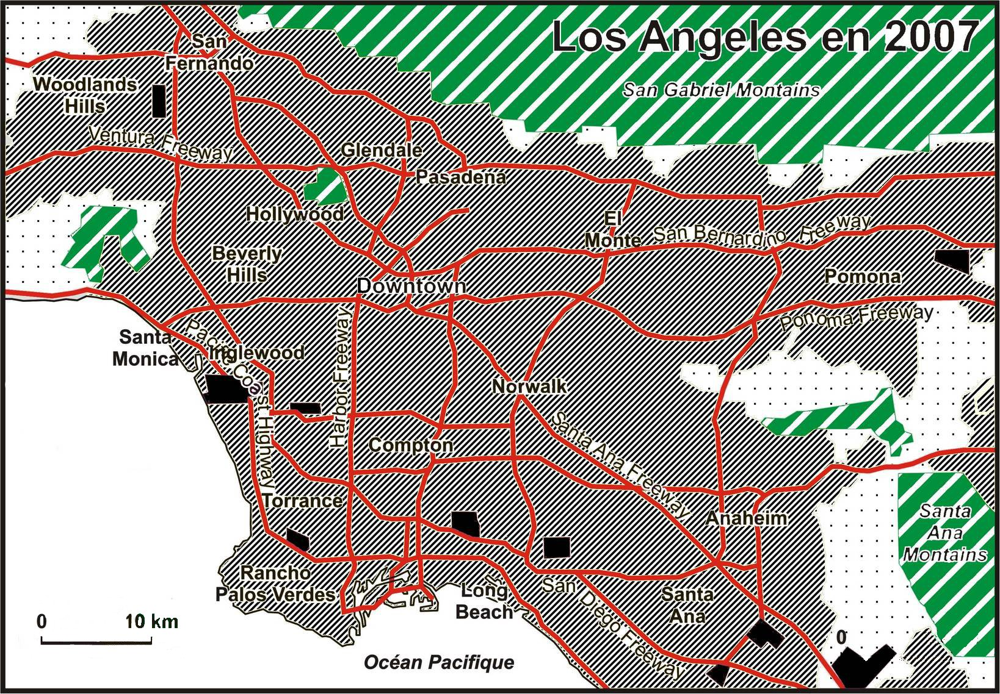 Los Angeles en 2007
San
Fernando
Woodlands
Hills
San Gabriel Montains
Ventura Freeway
Glendale
Pasadena
Hollywood
El
Monte
San Bernardino Freeway
Beverly
Hills
Pomona
Downtown
Ponoma Freeway
Santa
Monica
Pacific Coast Highway
Inglewood
Harbor Freeway
Norwalk
Santa Ana Freeway
Compton
Torrance
Anaheim
Santa
Ana
Montains
Rancho
Palos Verdes
Long
Beach
San Dego Freeway
Santa
Ana
0 10 km
0
Océan Pacifique